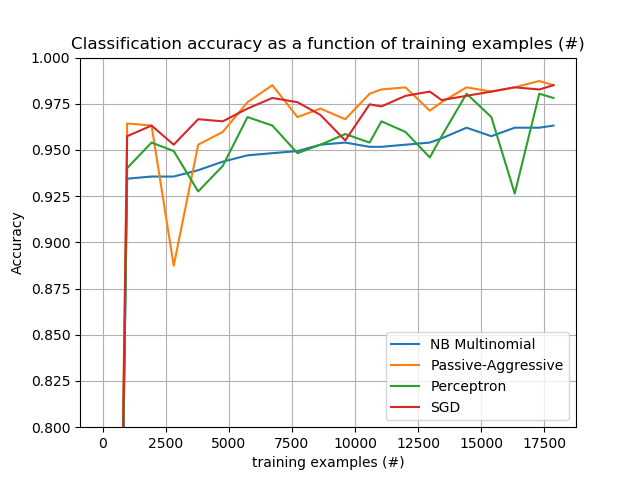 Classification accuracy as a function of training examples (#)
1.000
0.975
0.950
0.925
0.900
0.875
0.850
0.825
0.800
Accuracy
NB Multinomial
Passive-Aggressive
Perceptron
SGD
0 2500 5000 7500 10000 12500 15000 17500
training examples (#)